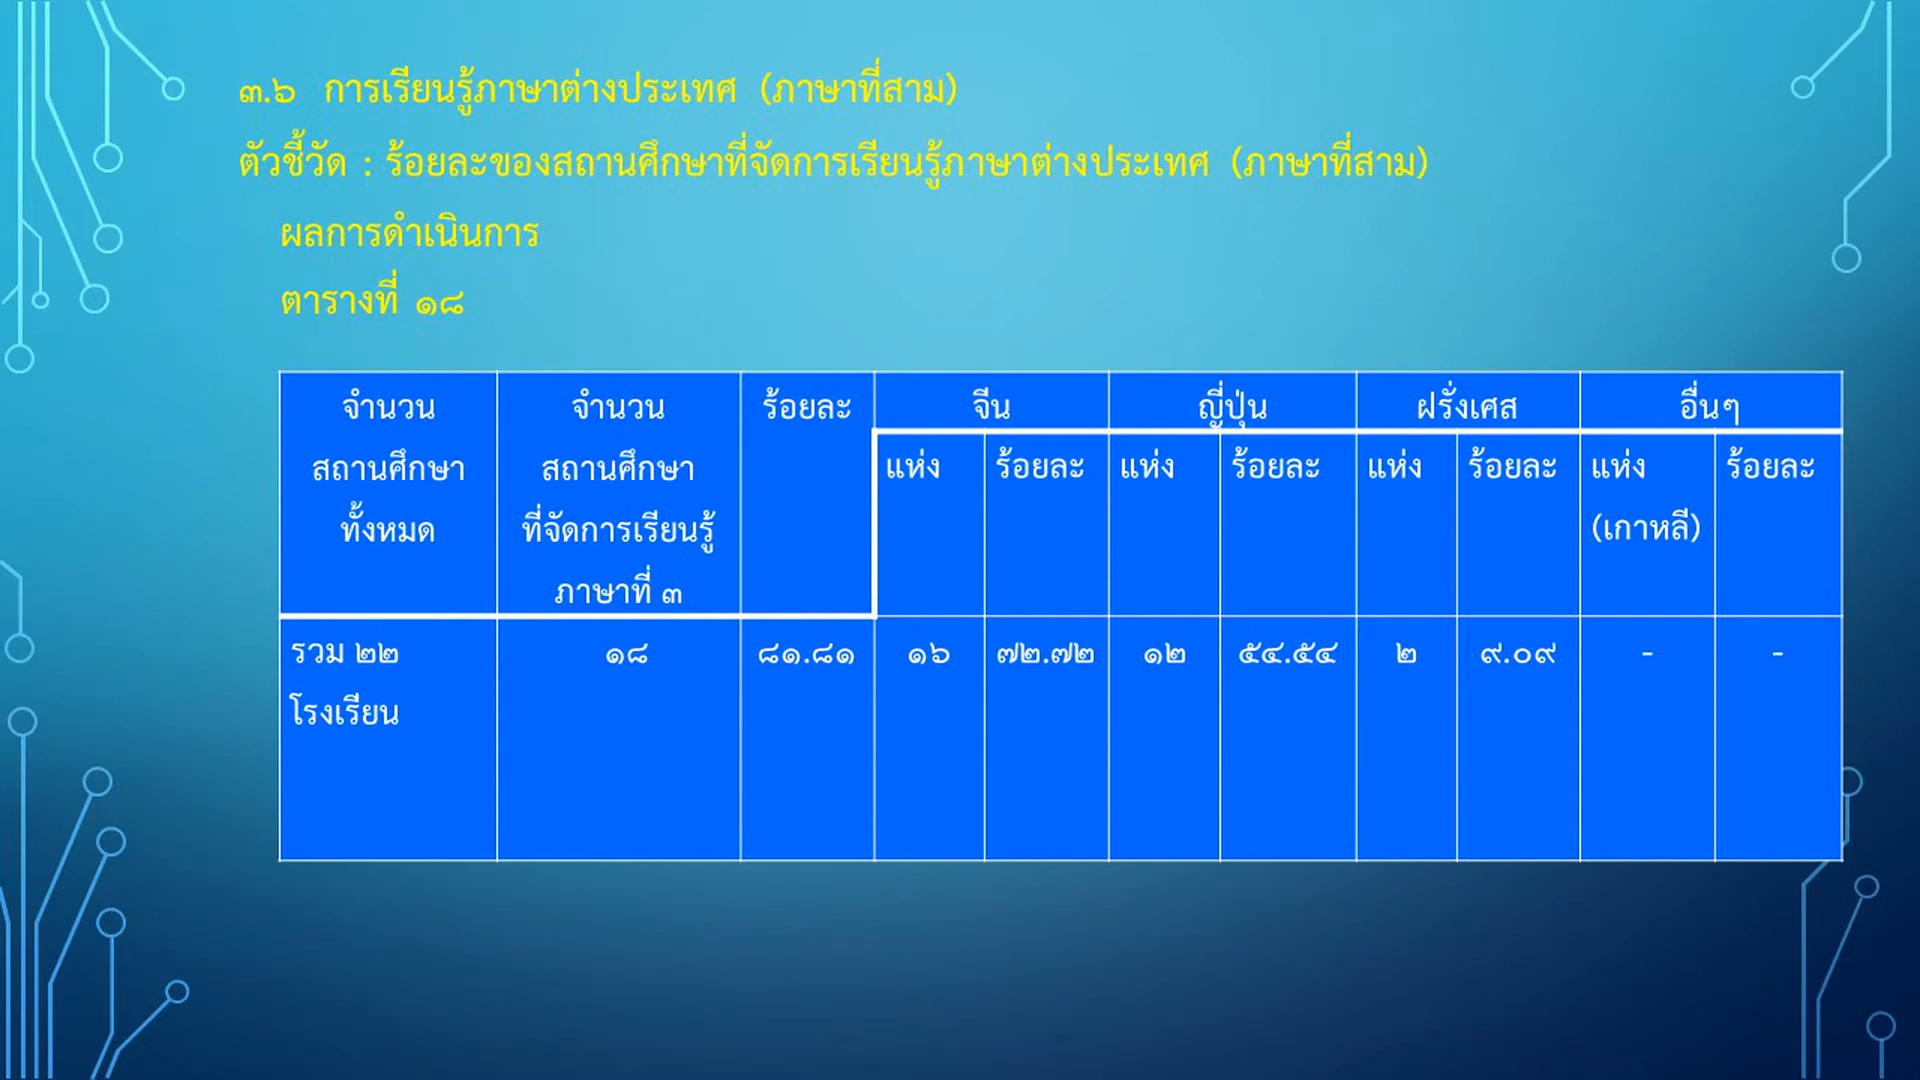 ๓.๖ การเรียนรู้ภาษาต่างประเทศ (ภาษาที่สาม)
ตัวชี้วัด : ร้อยละของสถานศึกษาที่จัดการเรียนรู้ภาษาต่างประเทศ (ภาษาที่สาม)
ผลการดำเนินการ
ตารางที่ ๑๘
จำนวน จำนวน ร้อยละ จีน ญี่ปุ่น ฝรั่งเศส อื่นๆ
สถานศึกษา สถานศึกษา แห่ง ร้อยละ แห่ง ร้อยละ แห่ง ร้อยละ แห่ง ร้อยละ
ทั้งหมด ที่จัดการเรียนรู้ (เกาหลี)
ภาษาที่ ๓
รวม ๒๒ ๑๘ ๘๑.๘๑ ๑๖ ๗๒.๗๒ ๑๒ ๕๔.๕๔ ๒ ๙.๐๙ - -
โรงเรียน